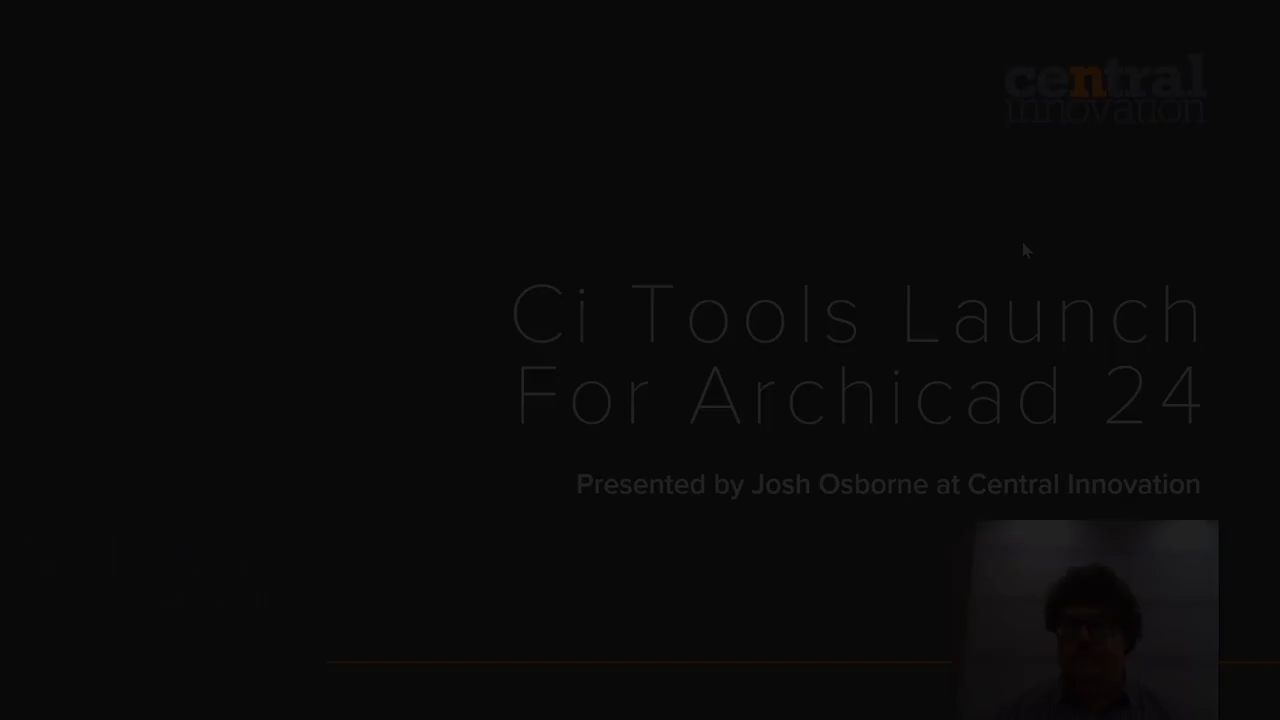 central
innovation
Ci Tools Launch
For Archicad 24
Presented by Josh Osborne at Central Innovation